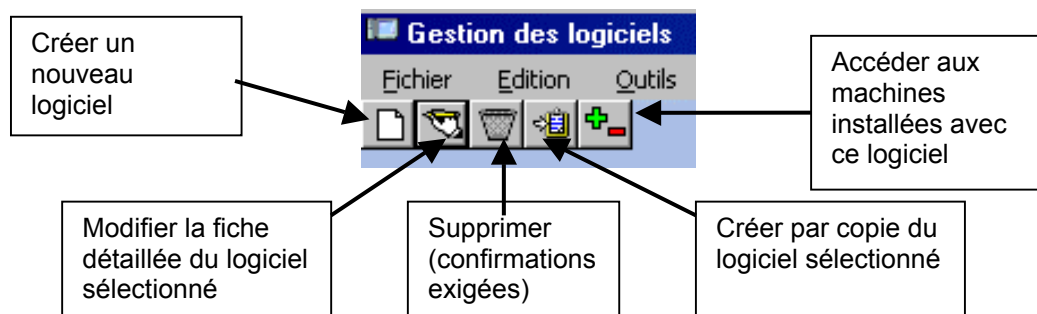 Créer un
nouveau
logiciel
Gestion des logiciels
Fichier Edition Outils
Accéder aux
machines
installées avec
ce logiciel
Modifier la fiche
détaillée du logiciel
sélectionné
Supprimer
(confirmations
exigées)
Créer par copie du
logiciel sélectionné